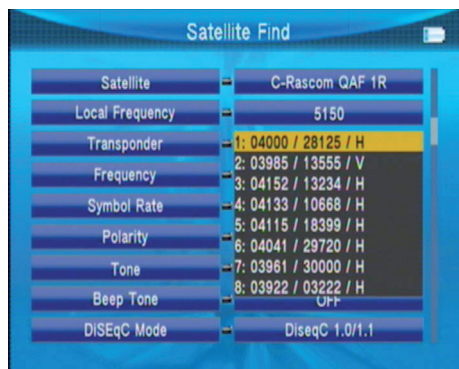 Satellite Find
Satellite C-Rascom QAF 1R
Local Frequency 5150
Transponder 1: 04000 / 28125 / H
2: 03985 / 13555 / V
Frequency
3: 04152 / 13234 / H
Symbol Rate 4: 04133 / 10668 / H
5: 04115 / 18399 / H
Polarity
6: 04041 / 29720 / H
Tone 7: 03961 / 30000 / H
8: 03922 / 03222 / H
Beep Tone OFF
DiSEqC Mode DiseqC 1.0/1.1